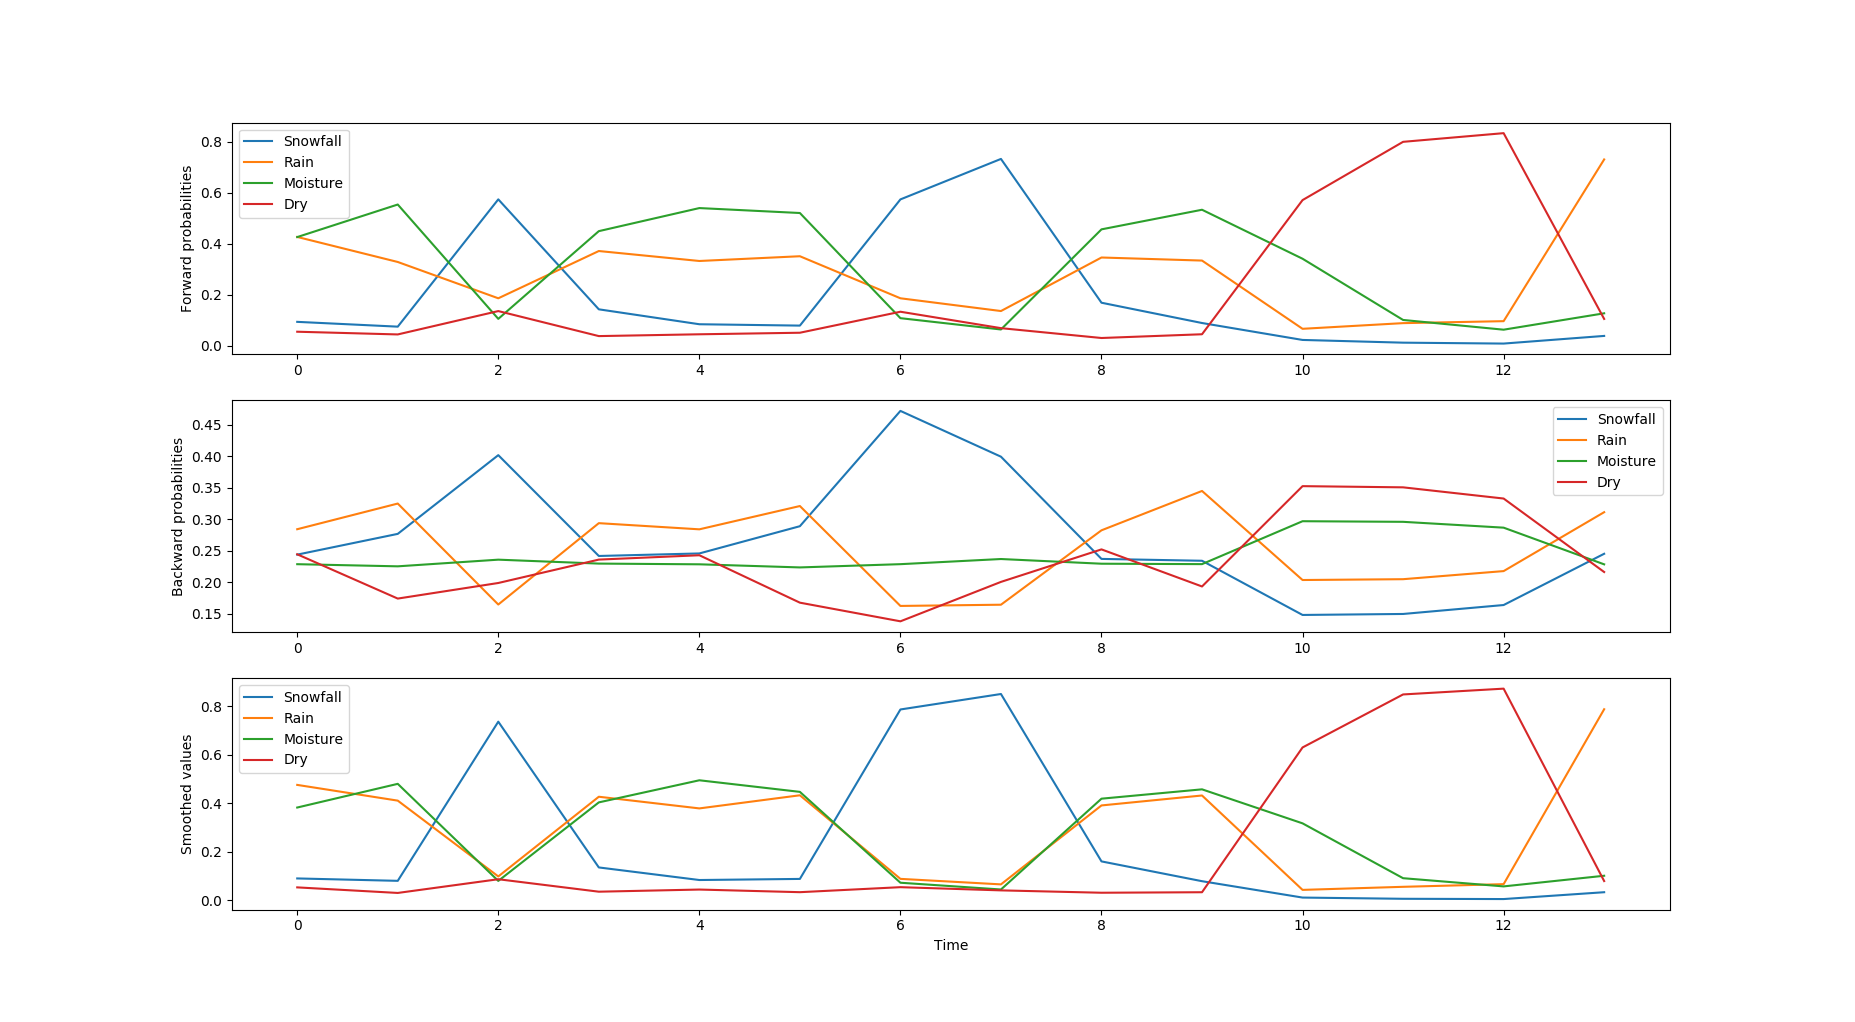 Forward probabilities
0.8
0.6
0.4
0.2
0.0
Snowfall
Rain
Moisture
Dry
0 2 4 6 8 10 12
Backward probabilities
0.45
0.40
0.35
0.30
0.25
0.20
0.15
Snowfall
Rain
Moisture
Dry
0 2 4 6 8 10 12
Smoothed values
0.8
0.6
0.4
0.2
0.0
Snowfall
Rain
Moisture
Dry
0 2 4 6 8 10 12
Time